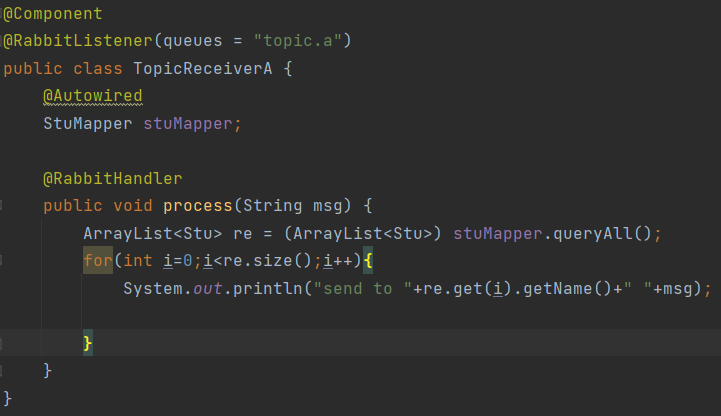 @Component
@RabbitListener(queues = "topic.a")
public class TopicReceiverA {
@Autowired
StuMapper stuMapper;
@RabbitHandler
public void process(String msg) {
ArrayList<Stu> re = (ArrayList<Stu>) stuMapper.queryAll();
for(int i=0;i<re.size();i++){
System.out.println("send to "+re.get(i).getName()+" "+msg);
}
}
}